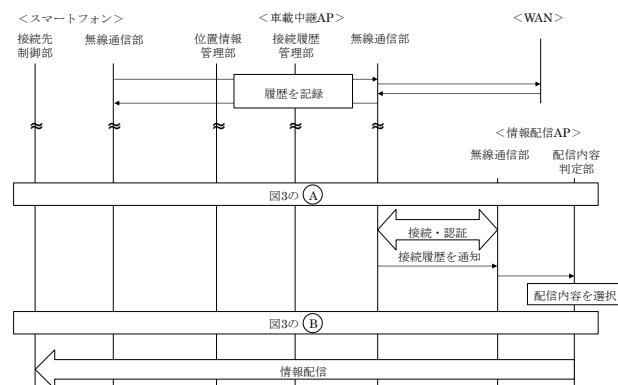 ＜スマートフォン＞
＜車載中継AP＞
＜WAN＞
接続先
制御部
無線通信部
位置情報
管理部
接続履歴
管理部
無線通信部
履歴を記録
＜情報配信AP＞
無線通信部
配信内容
判定部
図3の A
接続・認証
接続履歴を通知
配信内容を選択
図3の B
情報配信